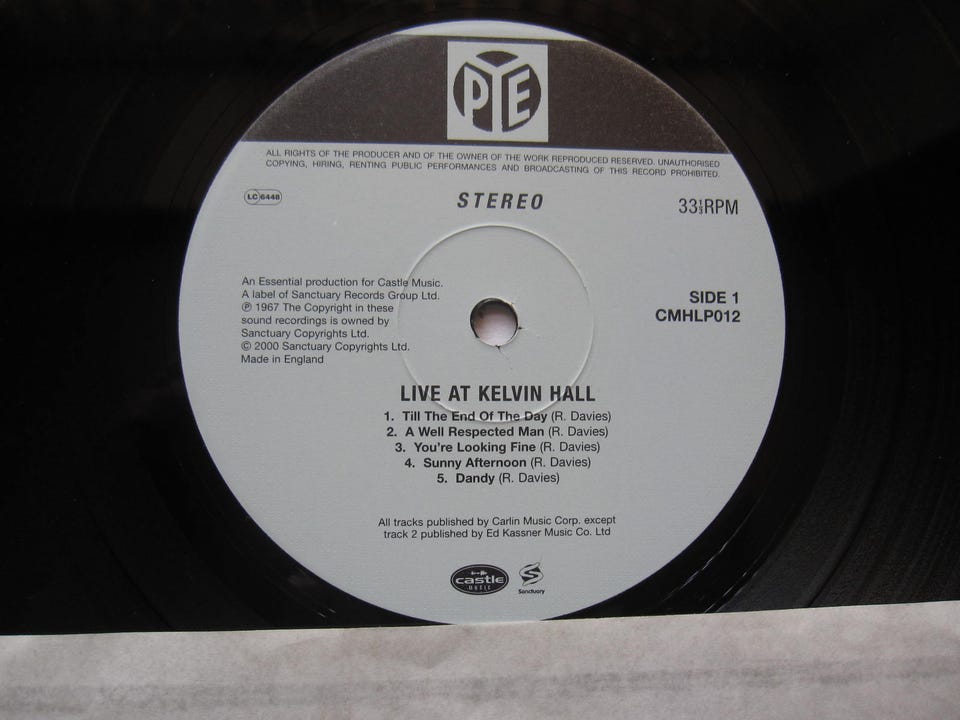 PYE
ALL RIGHTS OF THE PRODUCER AND OF THE OWNER OF THE WORK REPRODUCED RESERVED. UNAUTHORISED
COPYING, HIRING, RENTING PUBLIC PERFORMANCES AND BROADCASTING OF THIS RECORD PROHIBITED.
LC 6448
STEREO
33⅓RPM
An Essential production for Castle Music.
A label of Sanctuary Records Group Ltd.
℗ 1967 The Copyright in these
sound recordings is owned by
Sanctuary Copyrights Ltd.
© 2000 Sanctuary Copyrights Ltd.
Made in England
SIDE 1
CMHLP012
LIVE AT KELVIN HALL
1. Till The End Of The Day (R. Davies)
2. A Well Respected Man (R. Davies)
3. You're Looking Fine (R. Davies)
4. Sunny Afternoon (R. Davies)
5. Dandy (R. Davies)
All tracks published by Carlin Music Corp. except
track 2 published by Ed Kassner Music Co. Ltd
castle
MUSIC
Sanctuary